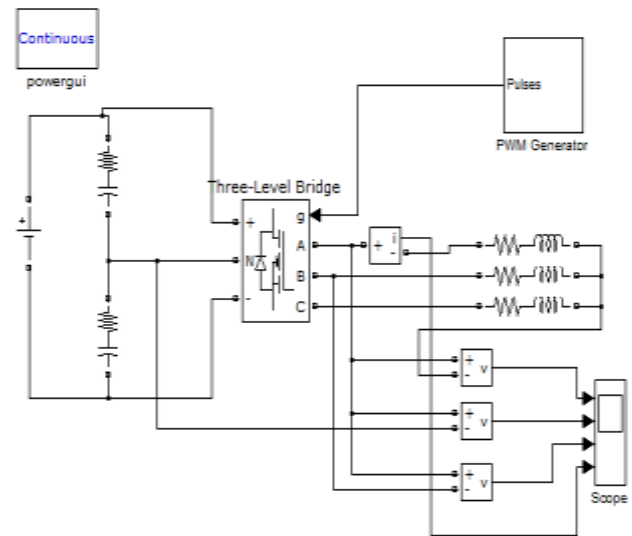 Continuous
powergui
Pulses
PWM Generator
Three-Level Bridge
+
g
+
A
+
i
-
N
B
-
C
+
-
v
+
-
v
+
-
v
Scope